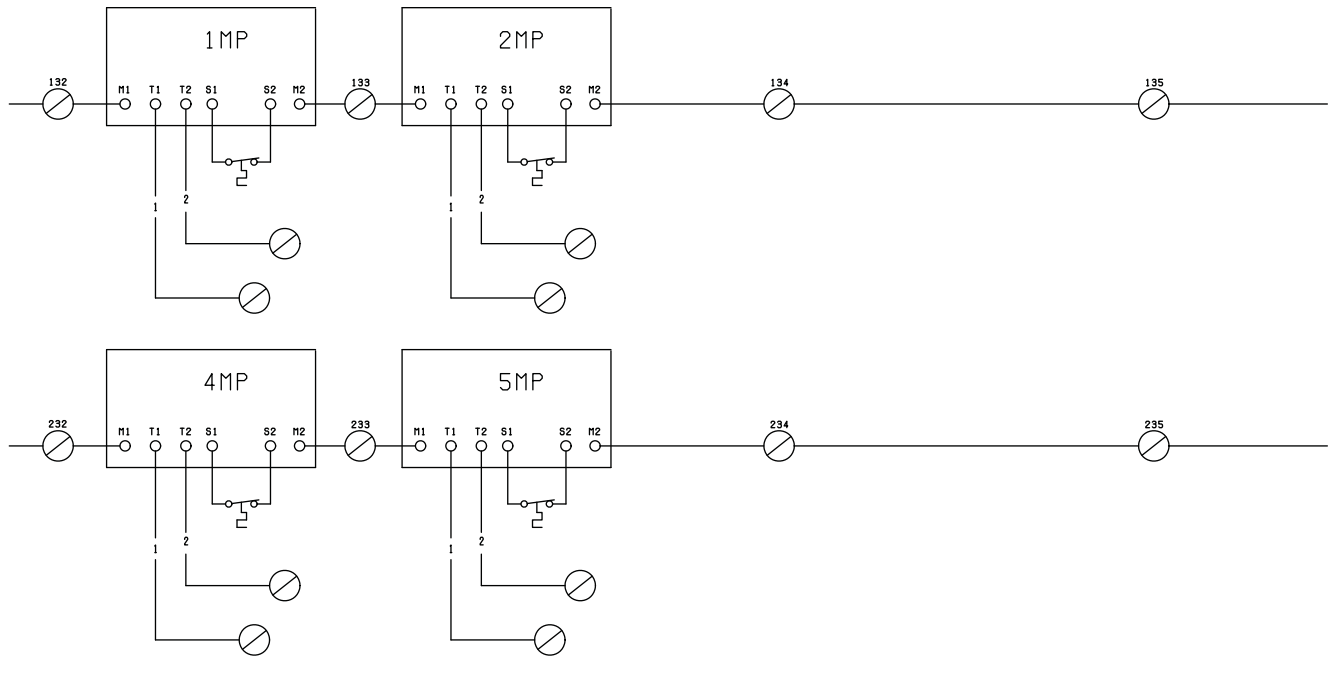 1MP 2MP
132 M1 T1 T2 S1 S2 M2 133 M1 T1 T2 S1 S2 M2 134 135
1 2 1 2
4MP 5MP
232 M1 T1 T2 S1 S2 M2 233 M1 T1 T2 S1 S2 M2 234 235
1 2 1 2